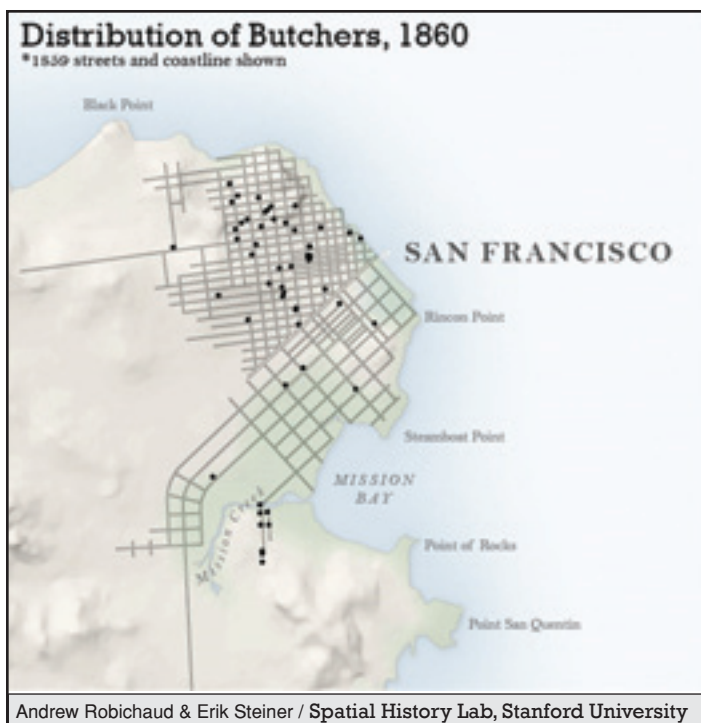 Distribution of Butchers, 1860
*1859 streets and coastline shown
Black Point
SAN FRANCISCO
Rincon Point
Steamboat Point
MISSION
BAY
Mission Creek
Point of Rocks
Point San Quentin
Andrew Robichaud & Erik Steiner / Spatial History Lab, Stanford University